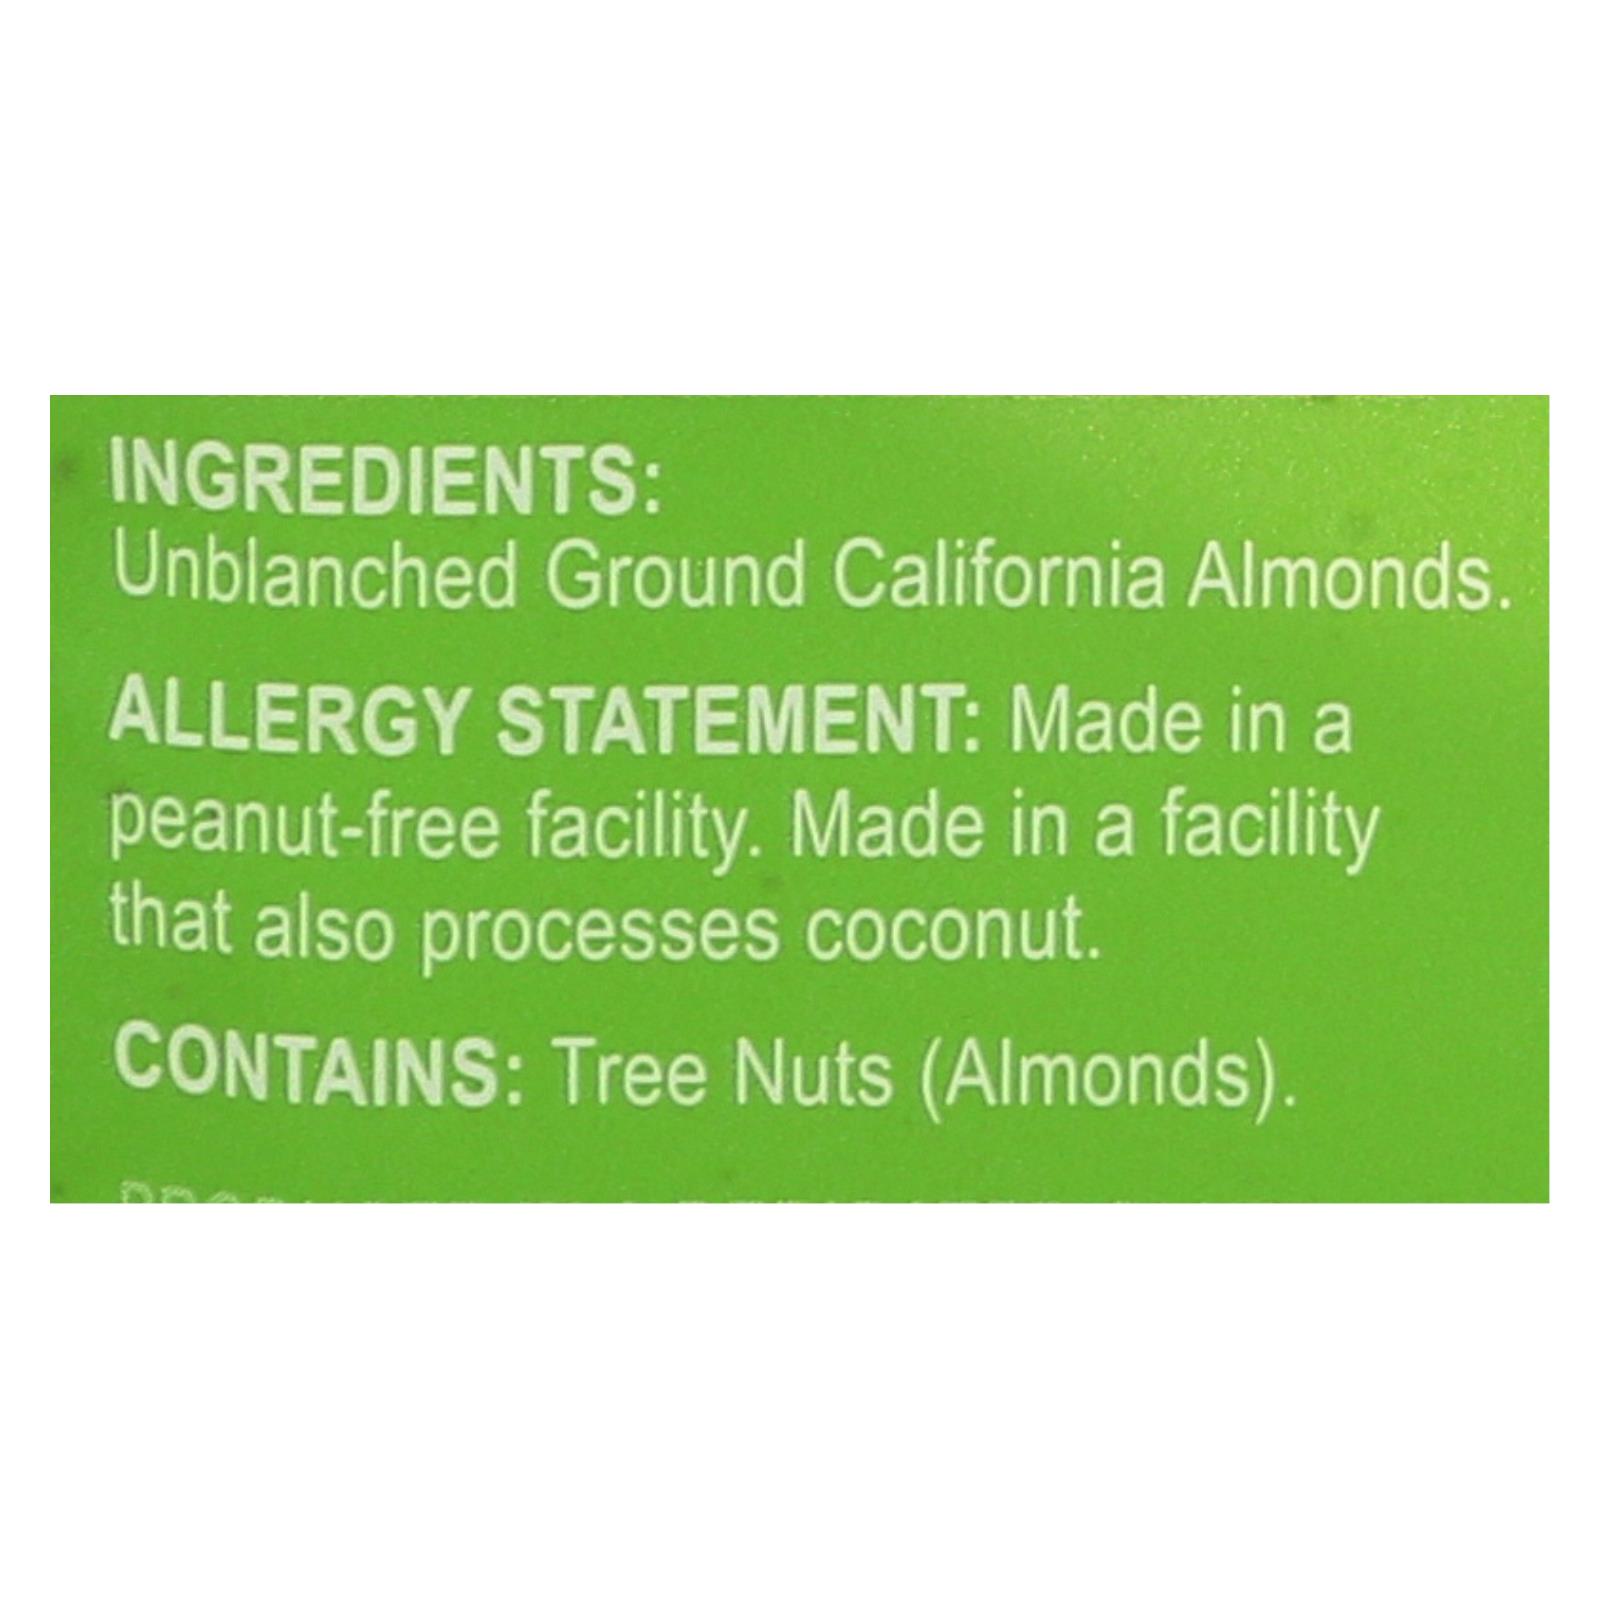 INGREDIENTS:
Unblanched Ground California Almonds.
ALLERGY STATEMENT: Made in a
peanut-free facility. Made in a facility
that also processes coconut.
CONTAINS: Tree Nuts (Almonds).